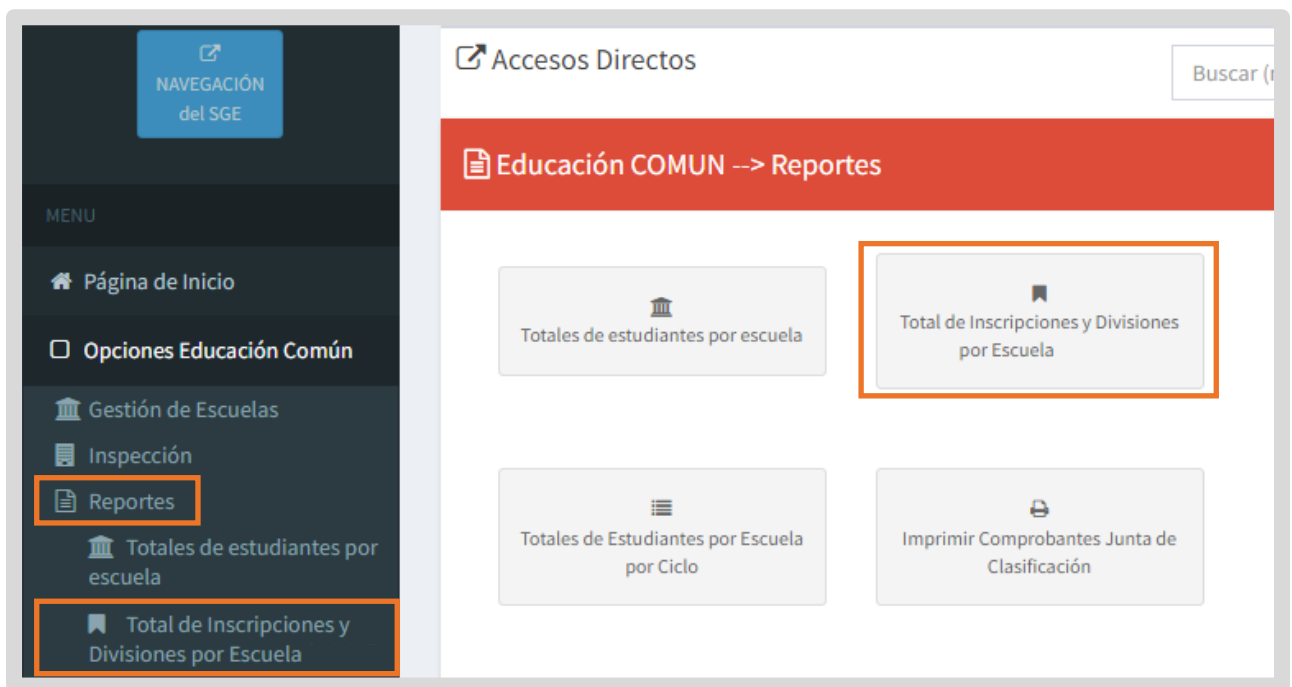 NAVEGACIÓN
del SGE
MENU
Página de Inicio
Opciones Educación Común
Gestión de Escuelas
Inspección
Reportes
Totales de estudiantes por
escuela
Total de Inscripciones y
Divisiones por Escuela
Accesos Directos
Buscar (
Educación COMUN --> Reportes
Totales de estudiantes por escuela
Total de Inscripciones y Divisiones
por Escuela
Totales de Estudiantes por Escuela
por Ciclo
Imprimir Comprobantes Junta de
Clasificación